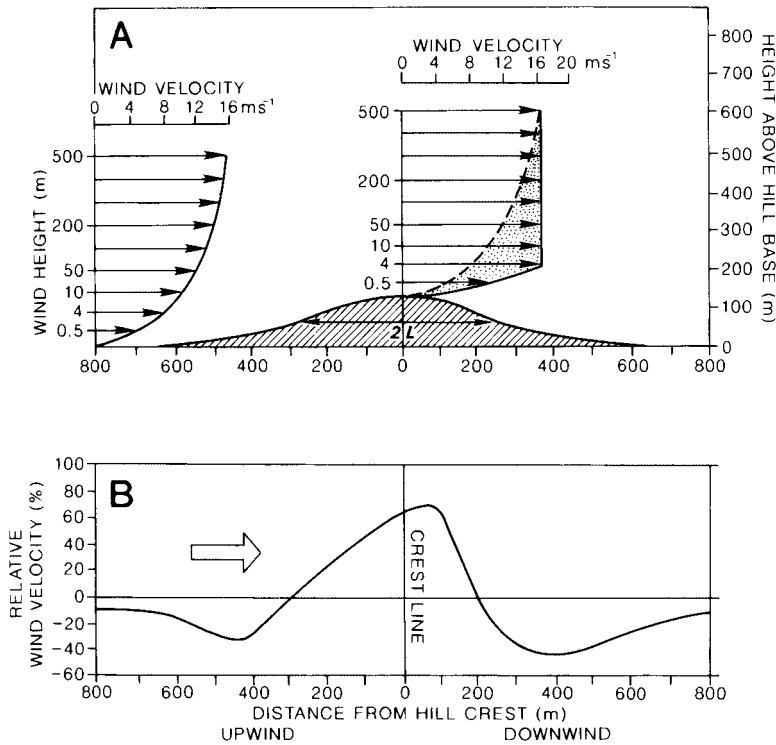 A
WIND VELOCITY
0 4 8 12 16 ms⁻¹
WIND HEIGHT (m)
500
200
50
10
4
0.5
WIND VELOCITY
0 4 8 12 16 20 ms⁻¹
500
200
50
10
4
0.5
2L
HEIGHT ABOVE HILL BASE (m)
800
700
600
500
400
300
200
100
0
800 600 400 200 0 200 400 600 800
B
RELATIVE
WIND VELOCITY (%)
100
80
60
40
20
0
-20
-40
-60
CREST LINE
800 600 400 200 0 200 400 600 800
DISTANCE FROM HILL CREST (m)
UPWIND DOWNWIND